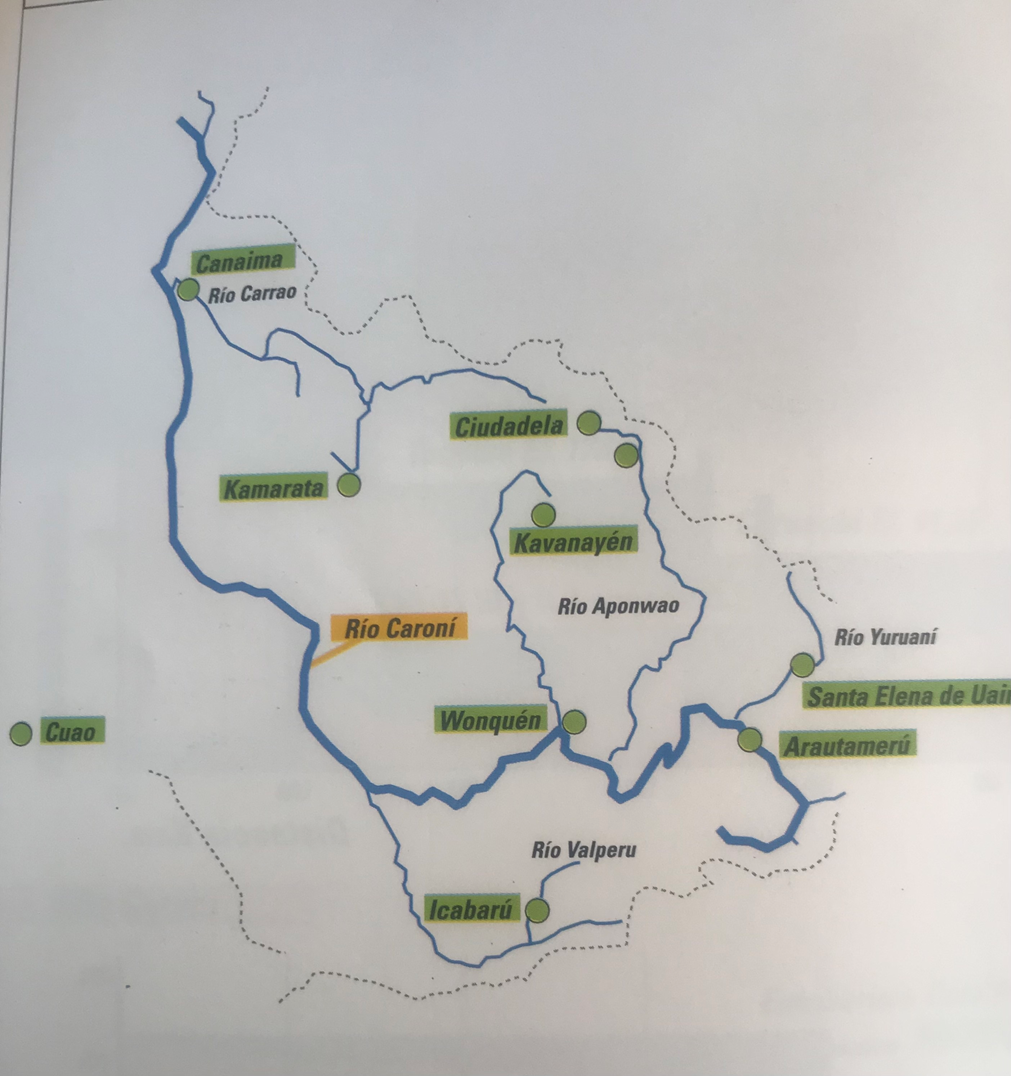 Canaima
Río Carrao
Ciudadela
Kamarata
Kavanayén
Río Aponwao
Río Caroní
Río Yuruaní
Santa Elena de Uair
Wonquén
Cuao
Arautamerú
Río Valperu
Icabarú